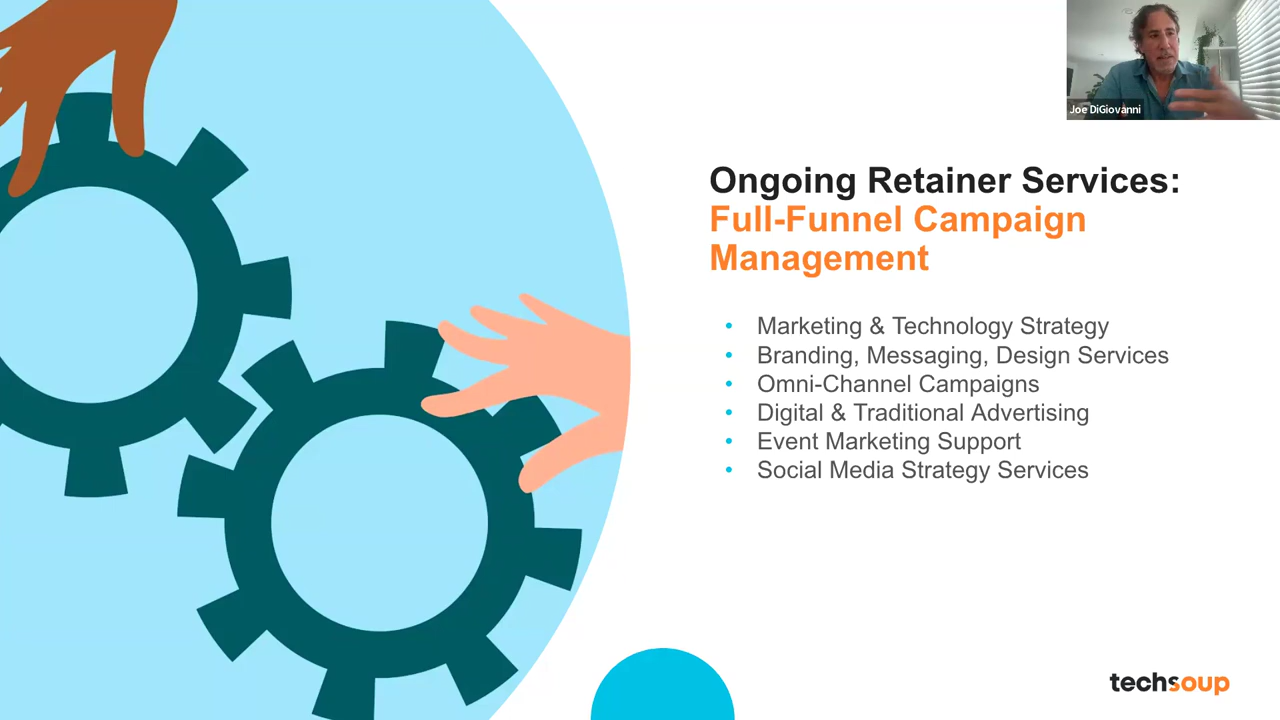 Joe DiGiovanni
Ongoing Retainer Services:
Full-Funnel Campaign
Management
• Marketing & Technology Strategy
• Branding, Messaging, Design Services
• Omni-Channel Campaigns
• Digital & Traditional Advertising
• Event Marketing Support
• Social Media Strategy Services
techsoup